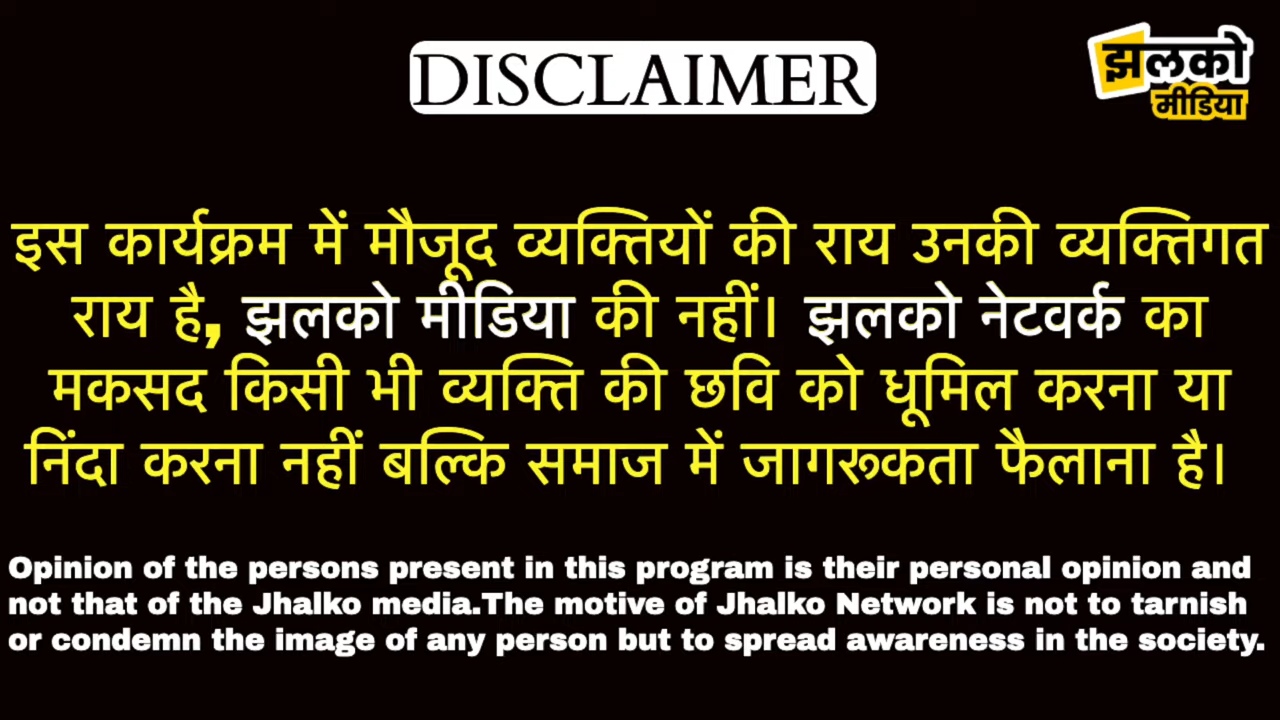 DISCLAIMER
झलको
मीडिया
इस कार्यक्रम में मौजूद व्यक्तियों की राय उनकी व्यक्तिगत
राय है, झलको मीडिया की नहीं। झलको नेटवर्क का
मकसद किसी भी व्यक्ति की छवि को धूमिल करना या
निंदा करना नहीं बल्कि समाज में जागरूकता फैलाना है।
Opinion of the persons present in this program is their personal opinion and
not that of the Jhalko media.The motive of Jhalko Network is not to tarnish
or condemn the image of any person but to spread awareness in the society.